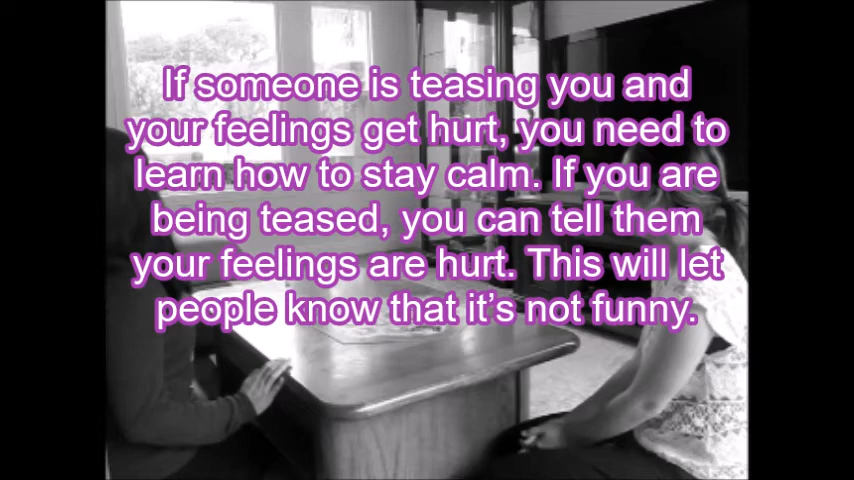 If someone is teasing you and
your feelings get hurt, you need to
learn how to stay calm. If you are
being teased, you can tell them
your feelings are hurt. This will let
people know that it’s not funny.